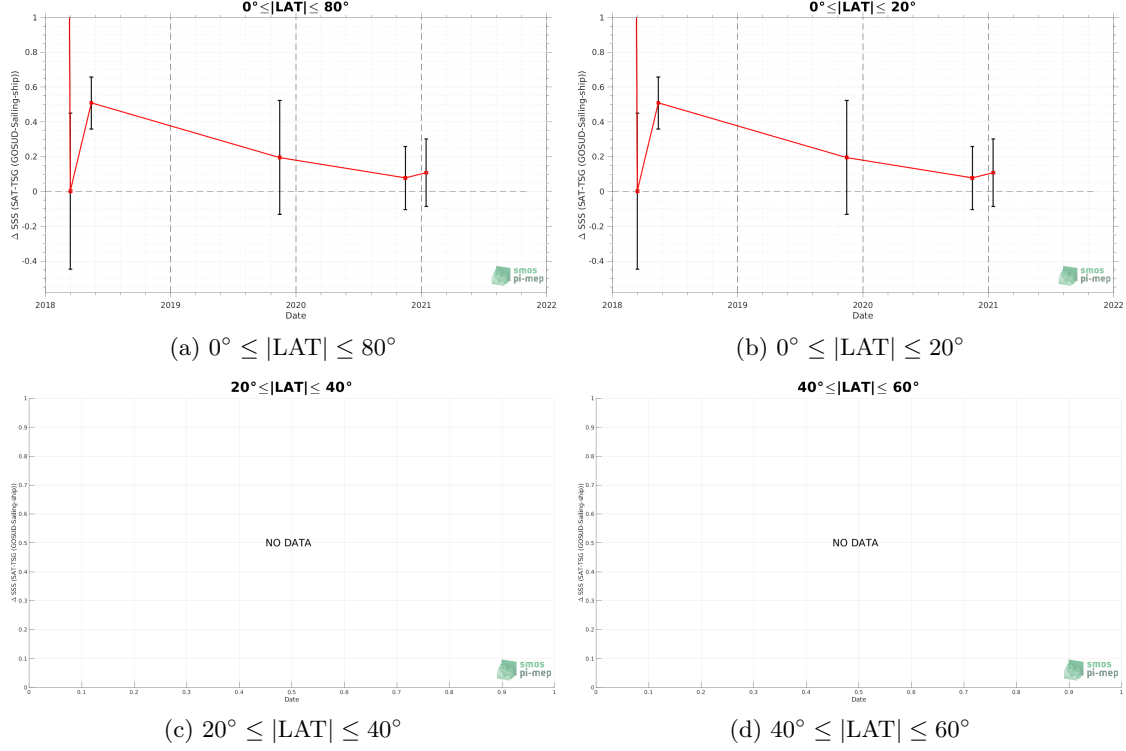 0°≤|LAT|≤ 80°
Δ SSS (SAT-TSG (GOSUD-Sailing-ship))
1
0.8
0.6
0.4
0.2
0
-0.2
-0.4
2018 2019 2020 2021 2022
Date
smos
pi-mep
(a) 0° ≤ |LAT| ≤ 80°
0°≤|LAT|≤ 20°
Δ SSS (SAT-TSG (GOSUD-Sailing-ship))
1
0.8
0.6
0.4
0.2
0
-0.2
-0.4
2018 2019 2020 2021 2022
Date
smos
pi-mep
(b) 0° ≤ |LAT| ≤ 20°
20°≤|LAT|≤ 40°
Δ SSS (SAT-TSG (GOSUD-Sailing-ship))
1
0.9
0.8
0.7
0.6
0.5
0.4
0.3
0.2
0.1
0
NO DATA
0 0.1 0.2 0.3 0.4 0.5 0.6 0.7 0.8 0.9 1
Date
smos
pi-mep
(c) 20° ≤ |LAT| ≤ 40°
40°≤|LAT|≤ 60°
Δ SSS (SAT-TSG (GOSUD-Sailing-ship))
1
0.9
0.8
0.7
0.6
0.5
0.4
0.3
0.2
0.1
0
NO DATA
0 0.1 0.2 0.3 0.4 0.5 0.6 0.7 0.8 0.9 1
Date
smos
pi-mep
(d) 40° ≤ |LAT| ≤ 60°